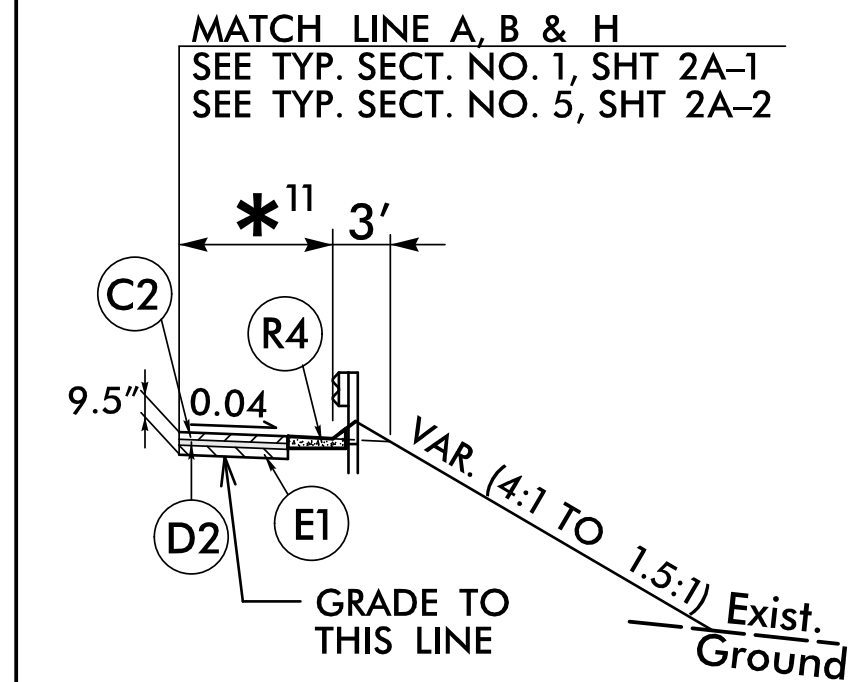 MATCH LINE A, B & H
SEE TYP. SECT. NO. 1, SHT 2A–1
SEE TYP. SECT. NO. 5, SHT 2A–2
*11
3'
C2
R4
9.5"
0.04
VAR. (4:1 TO 1.5:1)
D2
E1
GRADE TO
THIS LINE
Exist.
Ground